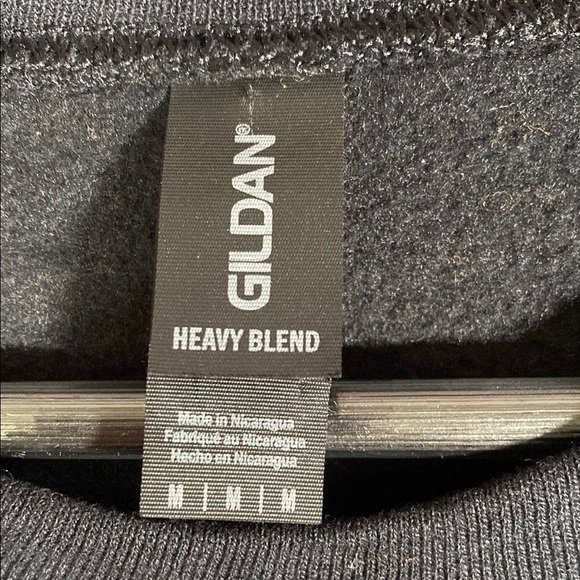 GILDAN®
HEAVY BLEND
Made in Nicaragua
Fabriqué au Nicaragua
Hecho en Nicaragua
M | M | M